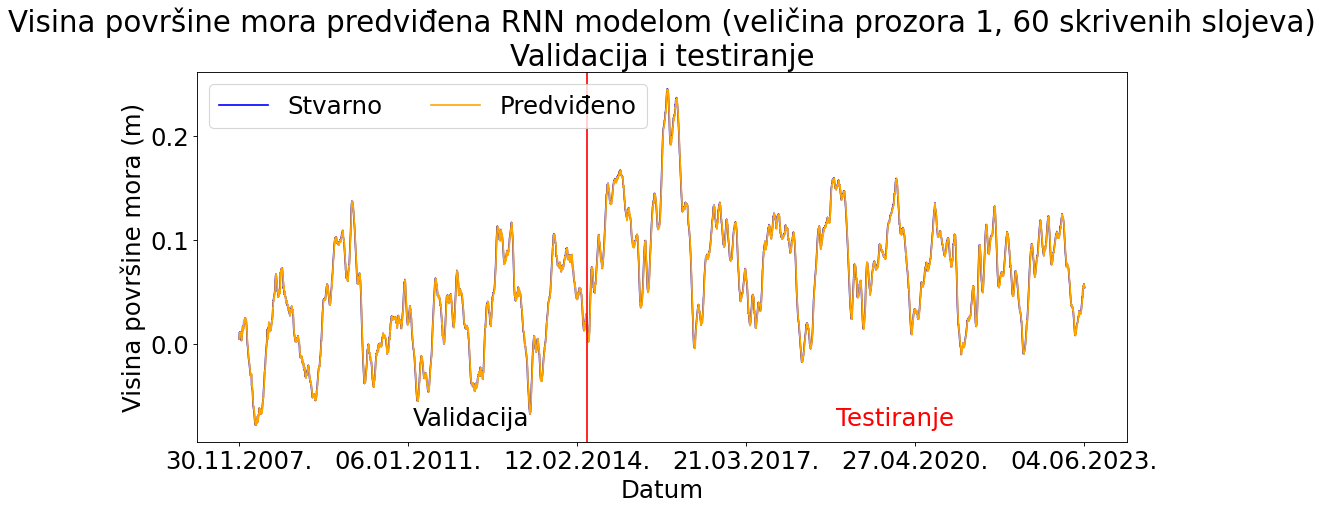 Visina površine mora predviđena RNN modelom (veličina prozora 1, 60 skrivenih slojeva)
Validacija i testiranje
Stvarno
Predviđeno
Visina površine mora (m)
0.2
0.1
0.0
Validacija
Testiranje
30.11.2007.
06.01.2011.
12.02.2014.
21.03.2017.
27.04.2020.
04.06.2023.
Datum